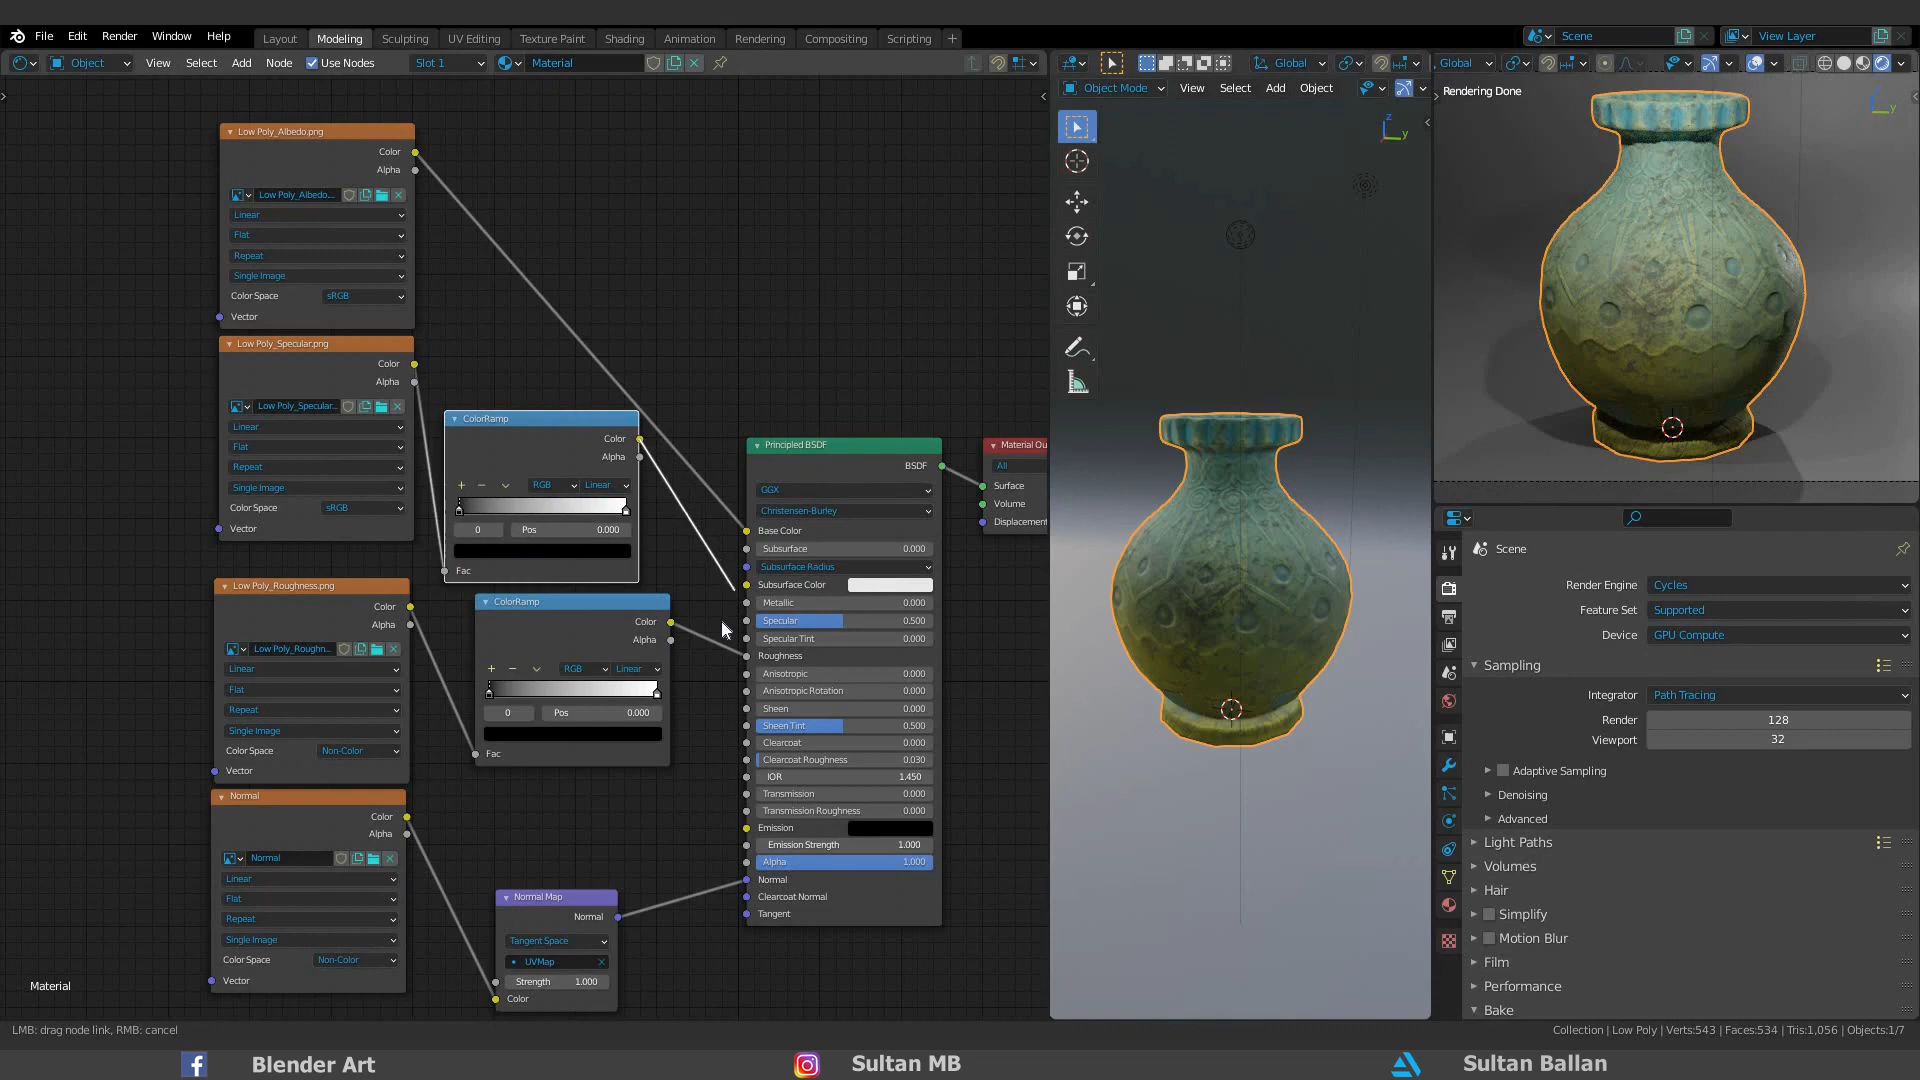 File Edit Render Window Help Layout Modeling Sculpting UV Editing Texture Paint Shading Animation Rendering Compositing Scripting + Scene View Layer
Object View Select Add Node Use Nodes Slot 1 Material Global Global
Object Mode View Select Add Object
Rendering Done
Low Poly_Albedo.png
Color
Alpha
Low Poly_Albedo...
Linear
Flat
Repeat
Single Image
Color Space sRGB
Vector
Low Poly_Specular.png
Color
Alpha
Low Poly_Specular...
Linear
Flat
Repeat
Single Image
Color Space sRGB
Vector
ColorRamp
Color
Alpha
RGB Linear
0 Pos 0.000
Fac
Low Poly_Roughness.png
Color
Alpha
Low Poly_Roughn...
Linear
Flat
Repeat
Single Image
Color Space Non-Color
Vector
ColorRamp
Color
Alpha
RGB Linear
0 Pos 0.000
Fac
Normal
Color
Alpha
Normal
Linear
Flat
Repeat
Single Image
Color Space Non-Color
Vector
Normal Map
Normal
Tangent Space
UVMap
Strength 1.000
Color
Principled BSDF
BSDF
GGX
Christensen-Burley
Base Color
Subsurface 0.000
Subsurface Radius
Subsurface Color
Metallic 0.000
Specular 0.500
Specular Tint 0.000
Roughness
Anisotropic 0.000
Anisotropic Rotation 0.000
Sheen 0.000
Sheen Tint 0.500
Clearcoat 0.000
Clearcoat Roughness 0.030
IOR 1.450
Transmission 0.000
Transmission Roughness 0.000
Emission
Emission Strength 1.000
Alpha 1.000
Normal
Clearcoat Normal
Tangent
Material Ou
All
Surface
Volume
Displacement
z
y
y
Scene
Render Engine Cycles
Feature Set Supported
Device GPU Compute
Sampling
Integrator Path Tracing
Render 128
Viewport 32
Adaptive Sampling
Denoising
Advanced
Light Paths
Volumes
Hair
Simplify
Motion Blur
Film
Performance
Bake
Material
LMB: drag node link, RMB: cancel
Collection | Low Poly | Verts:543 | Faces:534 | Tris:1,056 | Objects:1/7
Blender Art Sultan MB Sultan Ballan